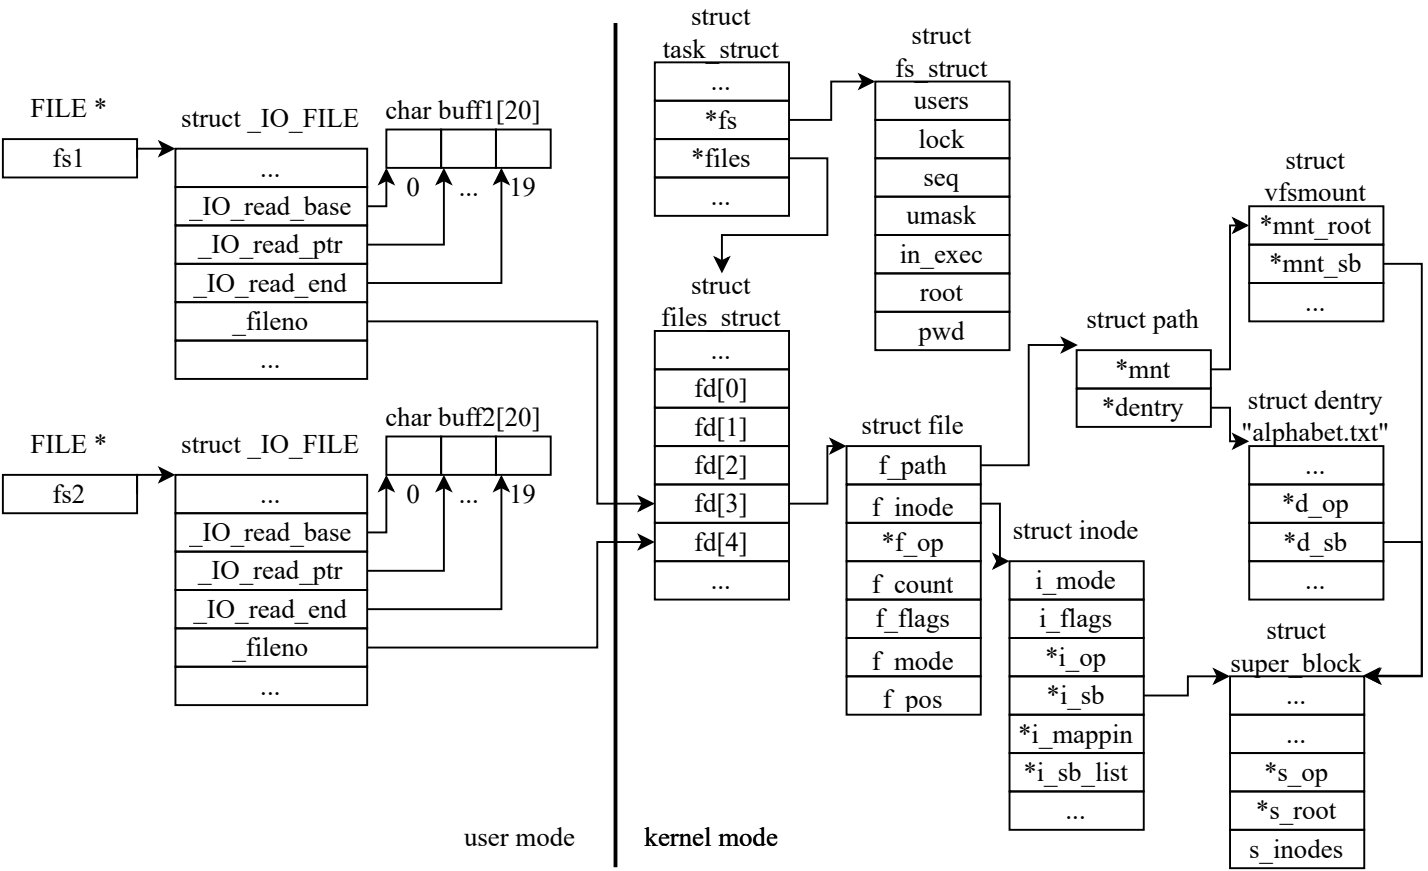 FILE *
fs1
struct _IO_FILE
...
_IO_read_base
_IO_read_ptr
_IO_read_end
_fileno
...
char buff1[20]
0
...
19
FILE *
fs2
struct _IO_FILE
...
_IO_read_base
_IO_read_ptr
_IO_read_end
_fileno
...
char buff2[20]
0
...
19
user mode
kernel mode
struct
task_struct
...
*fs
*files
...
struct
files_struct
...
fd[0]
fd[1]
fd[2]
fd[3]
fd[4]
...
struct
fs_struct
users
lock
seq
umask
in_exec
root
pwd
struct file
f_path
f_inode
*f_op
f_count
f_flags
f_mode
f_pos
struct inode
i_mode
i_flags
*i_op
*i_sb
*i_mappin
*i_sb_list
...
struct path
*mnt
*dentry
struct
vfsmount
*mnt_root
*mnt_sb
...
struct dentry
"alphabet.txt"
...
*d_op
*d_sb
...
struct
super_block
...
...
*s_op
*s_root
s_inodes